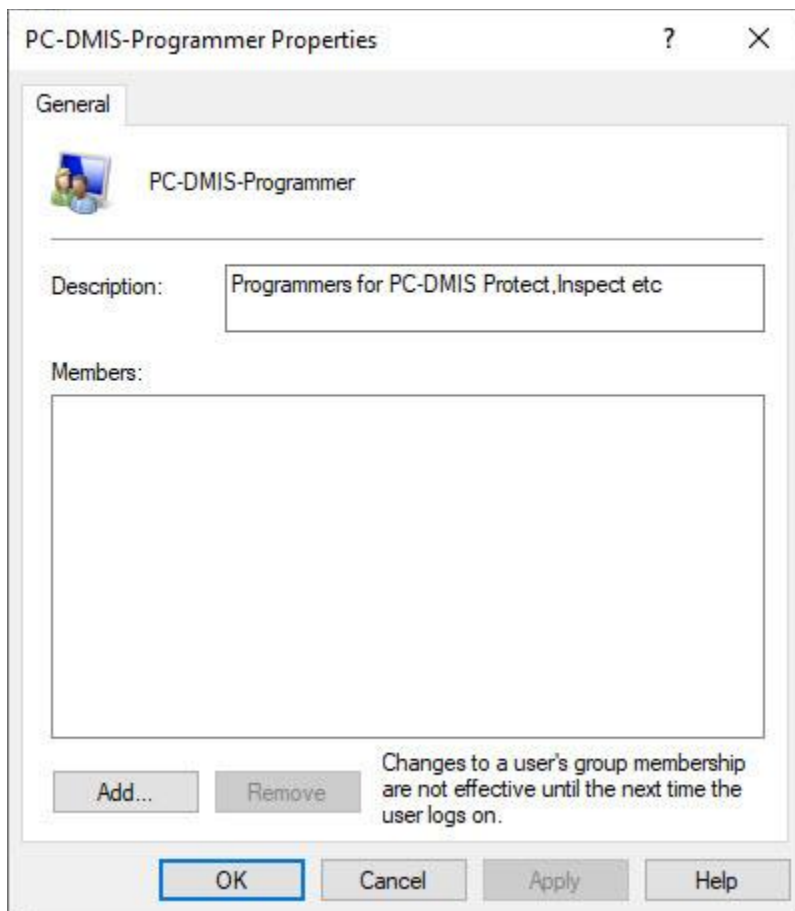 PC-DMIS-Programmer Properties
General
PC-DMIS-Programmer
Description:
Programmers for PC-DMIS Protect,Inspect etc
Members:
Add...
Remove
Changes to a user's group membership
are not effective until the next time the
user logs on.
OK
Cancel
Apply
Help